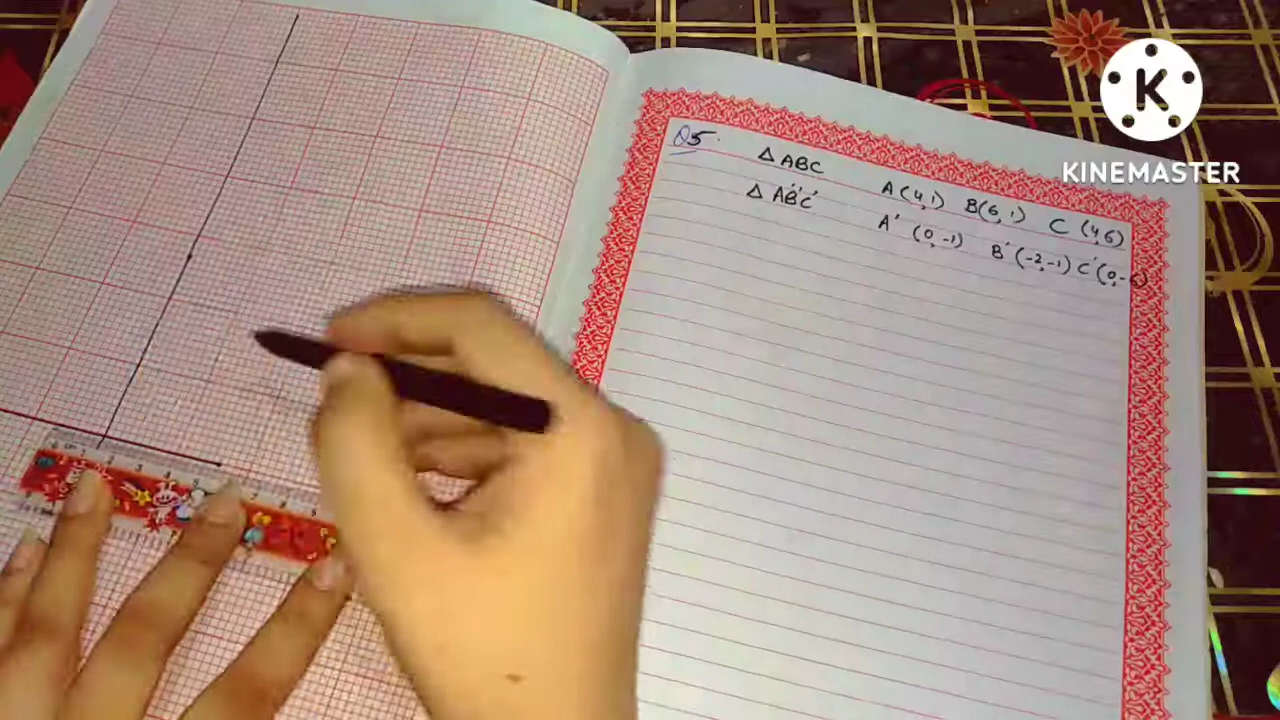 Q5.
Δ ABC A (4,1) B(6,1) C (4,6)
Δ A'B'C' A' (0,-1) B'(-2,-1) C'(0,-6)
K
KINEMASTER